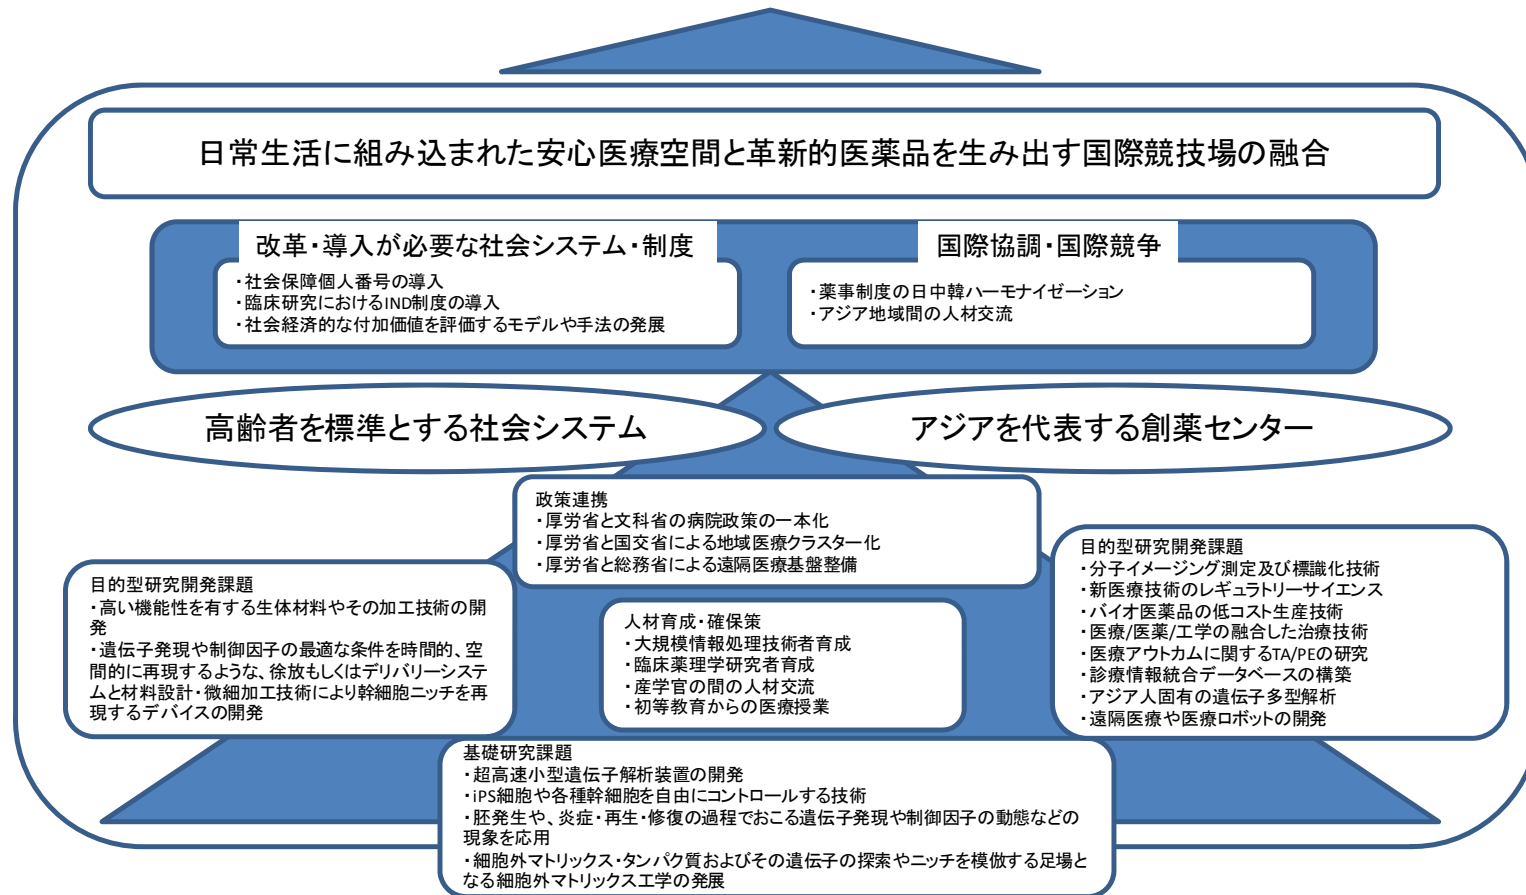 日常生活に組み込まれた安心医療空間と革新的医薬品を生み出す国際競技場の融合
改革・導入が必要な社会システム・制度
・社会保障個人番号の導入
・臨床研究におけるIND制度の導入
・社会経済的な付加価値を評価するモデルや手法の発展
国際協調・国際競争
・薬事制度の日中韓ハーモナイゼーション
・アジア地域間の人材交流
高齢者を標準とする社会システム
アジアを代表する創薬センター
政策連携
・厚労省と文科省の病院政策の一本化
・厚労省と国交省による地域医療クラスター化
・厚労省と総務省による遠隔医療基盤整備
目的型研究開発課題
・高い機能性を有する生体材料やその加工技術の開
発
・遺伝子発現や制御因子の最適な条件を時間的、空
間的に再現するような、徐放もしくはデリバリーシステ
ムと材料設計・微細加工技術により幹細胞ニッチを再
現するデバイスの開発
人材育成・確保策
・大規模情報処理技術者育成
・臨床薬理学研究者育成
・産学官の間の人材交流
・初等教育からの医療授業
目的型研究開発課題
・分子イメージング測定及び標識化技術
・新医療技術のレギュラトリーサイエンス
・バイオ医薬品の低コスト生産技術
・医療/医薬/工学の融合した治療技術
・医療アウトカムに関するTA/PEの研究
・診療情報統合データベースの構築
・アジア人固有の遺伝子多型解析
・遠隔医療や医療ロボットの開発
基礎研究課題
・超高速小型遺伝子解析装置の開発
・iPS細胞や各種幹細胞を自由にコントロールする技術
・胚発生や、炎症・再生・修復の過程でおこる遺伝子発現や制御因子の動態などの
現象を応用
・細胞外マトリックス・タンパク質およびその遺伝子の探索やニッチを模倣する足場と
なる細胞外マトリックス工学の発展